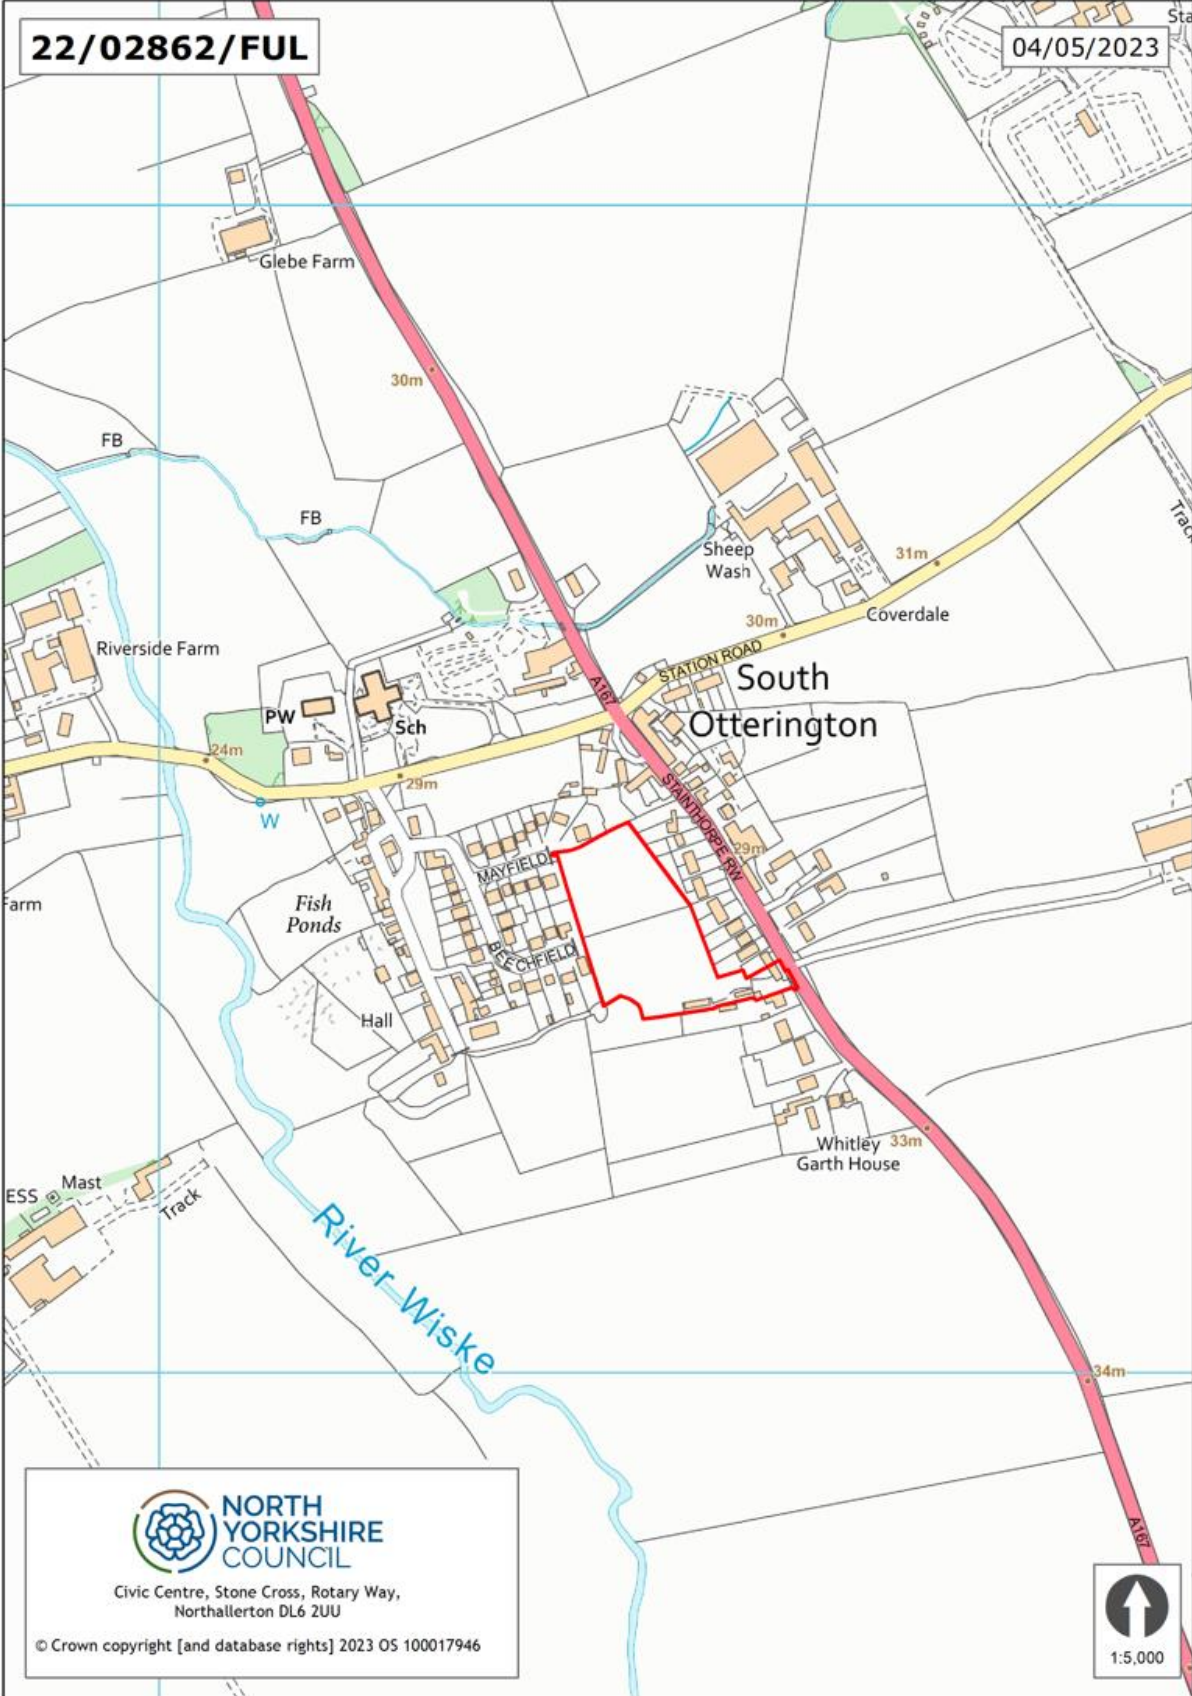 22/02862/FUL
04/05/2023
Sta
Glebe Farm
30m
FB
FB
Sheep
Wash
31m
Track
Coverdale
30m
Riverside Farm
STATION ROAD
South
Otterington
A167
PW
Sch
24m
29m
W
STAINTHORPE RW
29m
MAYFIELD
Farm
Fish
Ponds
BEECHFIELD
Hall
Whitley
Garth House
33m
Mast
ESS
Track
River Wiske
34m
A167
NORTH
YORKSHIRE
COUNCIL
Civic Centre, Stone Cross, Rotary Way,
Northallerton DL6 2UU
© Crown copyright [and database rights] 2023 OS 100017946
1:5,000